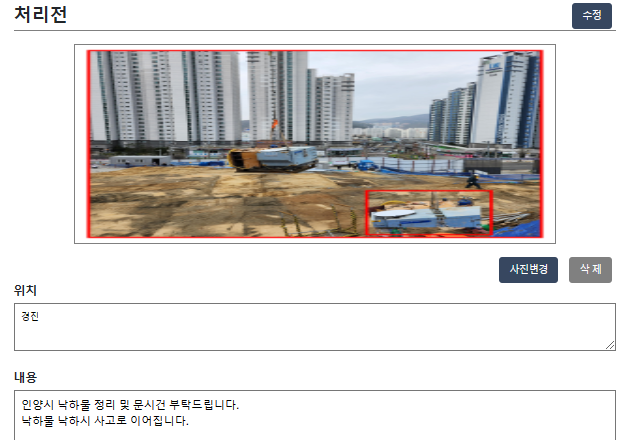 처리전
수정
사진변경
삭 제
위치
경진
내용
인양시 낙하물 정리 및 문시건 부탁드립니다.
낙하물 낙하시 사고로 이어집니다.